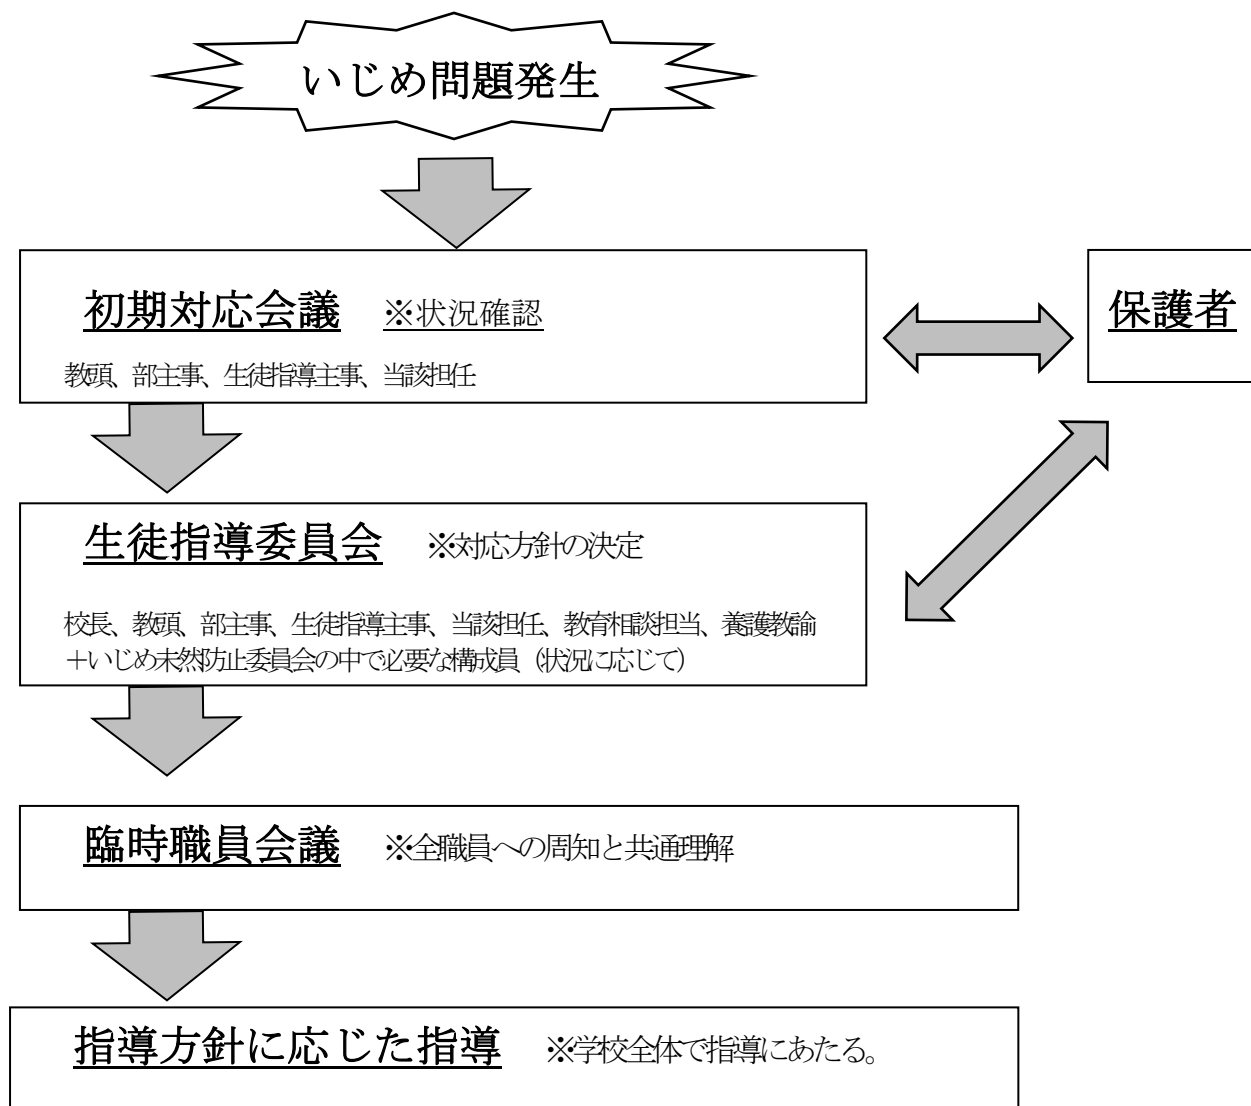 いじめ問題発生
初期対応会議 ※状況確認
教頭、部主事、生徒指導主事、当該担任
保護者
生徒指導委員会 ※対応方針の決定
校長、教頭、部主事、生徒指導主事、当該担任、教育相談担当、養護教諭
＋いじめ未然防止委員会の中で必要な構成員（状況に応じて）
臨時職員会議 ※全職員への周知と共通理解
指導方針に応じた指導 ※学校全体で指導にあたる。